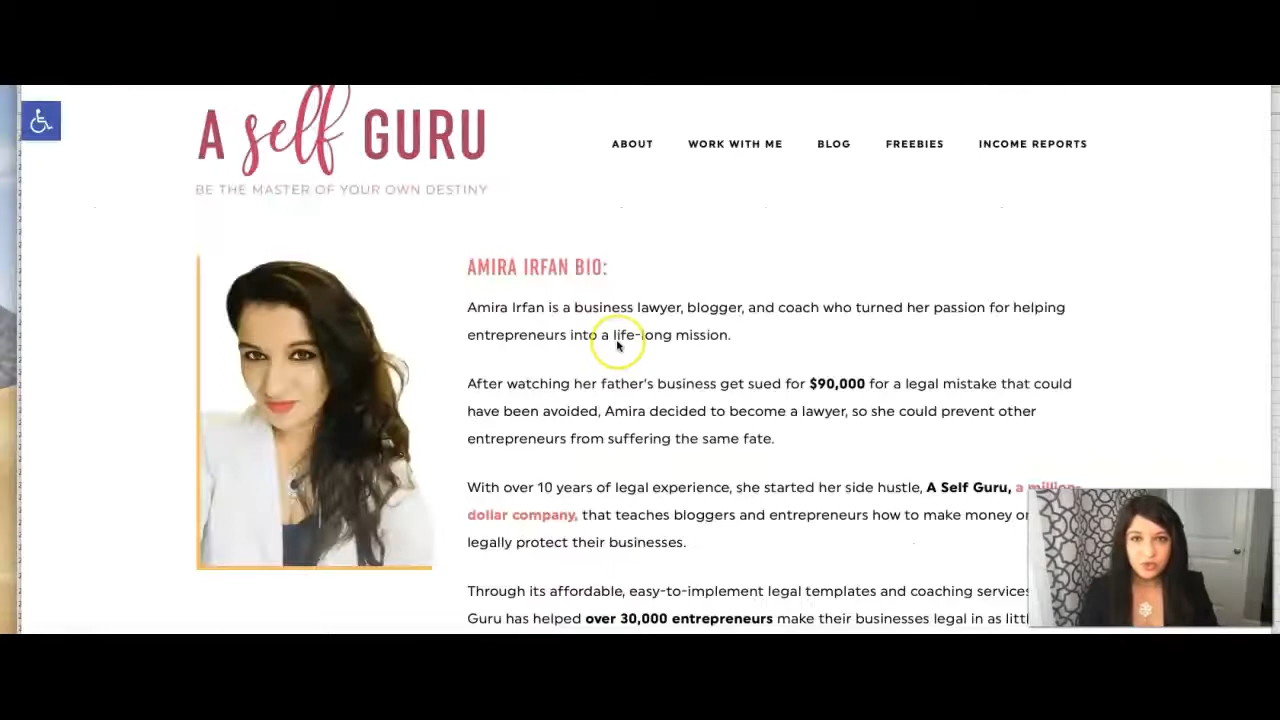 A self GURU
BE THE MASTER OF YOUR OWN DESTINY
ABOUT WORK WITH ME BLOG FREEBIES INCOME REPORTS
AMIRA IRFAN BIO:
Amira Irfan is a business lawyer, blogger, and coach who turned her passion for helping
entrepreneurs into a life-long mission.
After watching her father's business get sued for $90,000 for a legal mistake that could
have been avoided, Amira decided to become a lawyer, so she could prevent other
entrepreneurs from suffering the same fate.
With over 10 years of legal experience, she started her side hustle, A Self Guru, a million-
dollar company, that teaches bloggers and entrepreneurs how to make money
legally protect their businesses.
Through its affordable, easy-to-implement legal templates and coaching services
Guru has helped over 30,000 entrepreneurs make their businesses legal in as